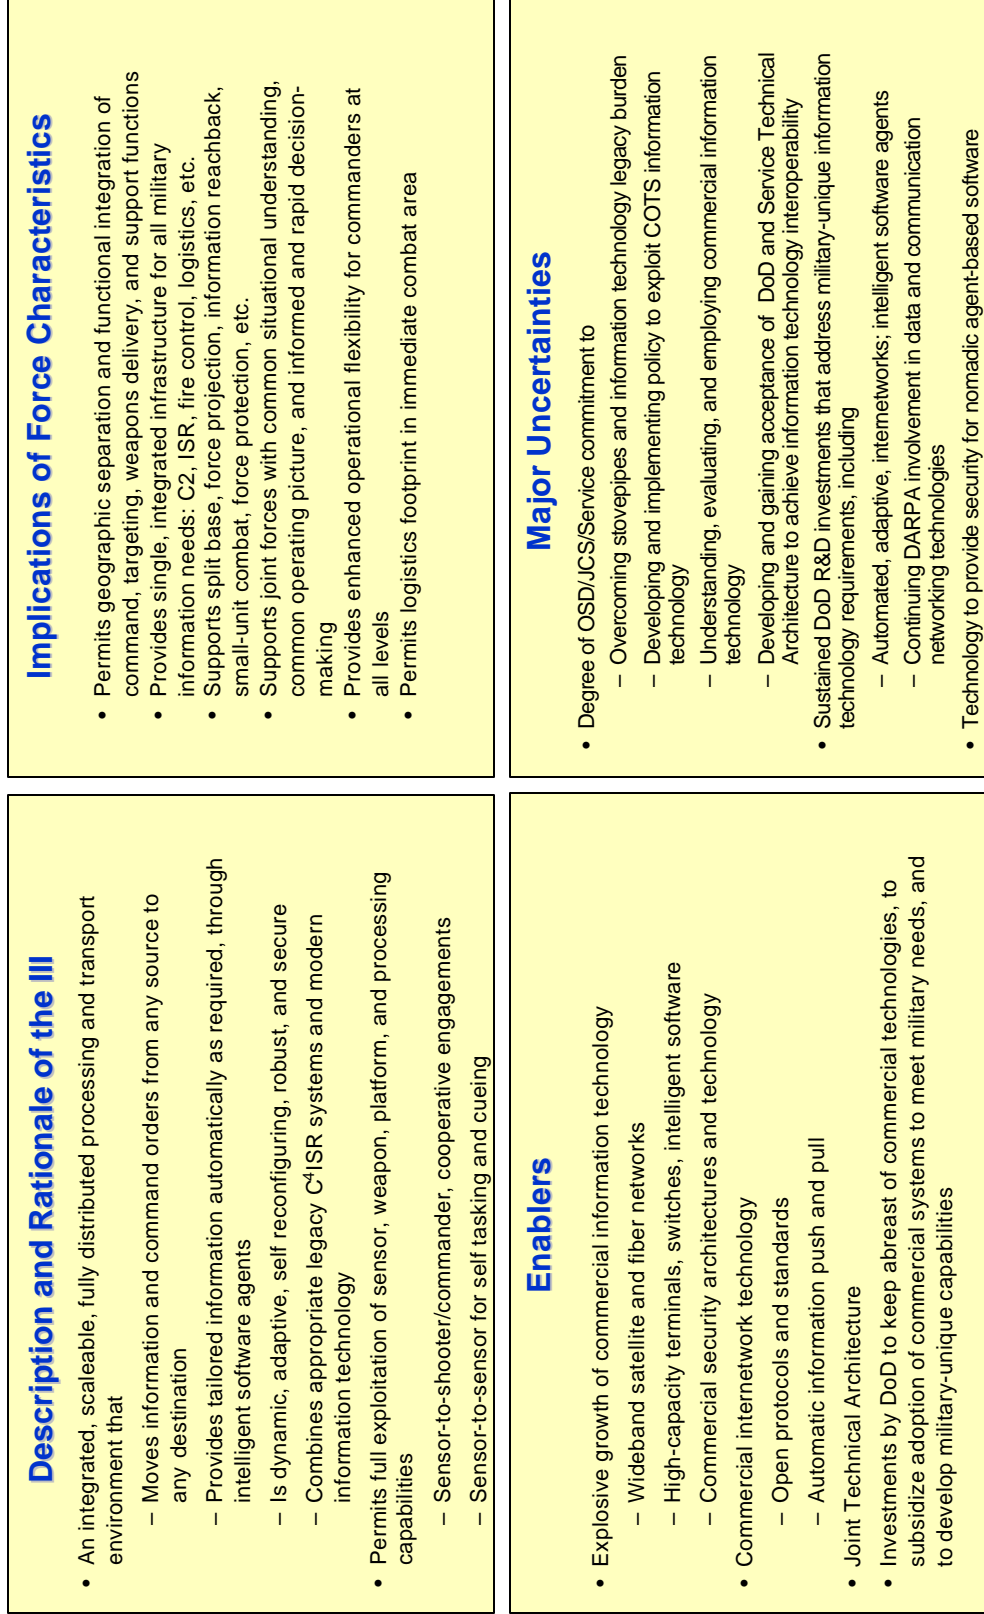 Description and Rationale of the III
• An integrated, scaleable, fully distributed processing and transport
environment that
– Moves information and command orders from any source to
any destination
– Provides tailored information automatically as required, through
intelligent software agents
– Is dynamic, adaptive, self reconfiguring, robust, and secure
– Combines appropriate legacy C⁴ISR systems and modern
information technology
• Permits full exploitation of sensor, weapon, platform, and processing
capabilities
– Sensor-to-shooter/commander, cooperative engagements
– Sensor-to-sensor for self tasking and cueing
Implications of Force Characteristics
• Permits geographic separation and functional integration of
command, targeting, weapons delivery, and support functions
• Provides single, integrated infrastructure for all military
information needs: C2, ISR, fire control, logistics, etc.
• Supports split base, force projection, information reachback,
small-unit combat, force protection, etc.
• Supports joint forces with common situational understanding,
common operating picture, and informed and rapid decision-
making
• Provides enhanced operational flexibility for commanders at
all levels
• Permits logistics footprint in immediate combat area
Enablers
• Explosive growth of commercial information technology
– Wideband satellite and fiber networks
– High-capacity terminals, switches, intelligent software
– Commercial security architectures and technology
• Commercial internetwork technology
– Open protocols and standards
– Automatic information push and pull
• Joint Technical Architecture
• Investments by DoD to keep abreast of commercial technologies, to
subsidize adoption of commercial systems to meet military needs, and
to develop military-unique capabilities
Major Uncertainties
• Degree of OSD/JCS/Service commitment to
– Overcoming stovepipes and information technology legacy burden
– Developing and implementing policy to exploit COTS information
technology
– Understanding, evaluating, and employing commercial information
technology
– Developing and gaining acceptance of DoD and Service Technical
Architecture to achieve information technology interoperability
• Sustained DoD R&D investments that address military-unique information
technology requirements, including
– Automated, adaptive, internetworks; intelligent software agents
– Continuing DARPA involvement in data and communication
networking technologies
• Technology to provide security for nomadic agent-based software